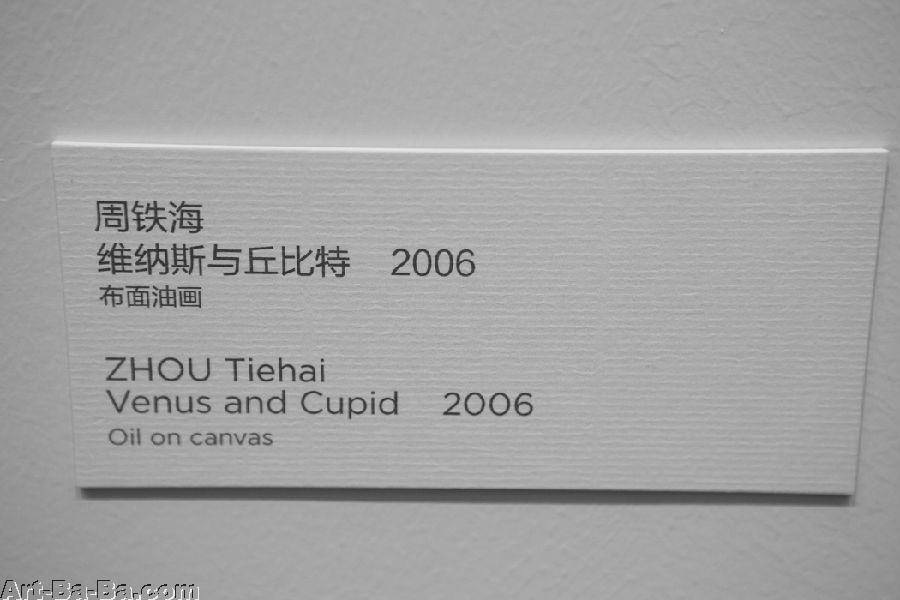 周铁海
维纳斯与丘比特 2006
布面油画
ZHOU Tiehai
Venus and Cupid 2006
Oil on canvas
Art-Ba-Ba.com